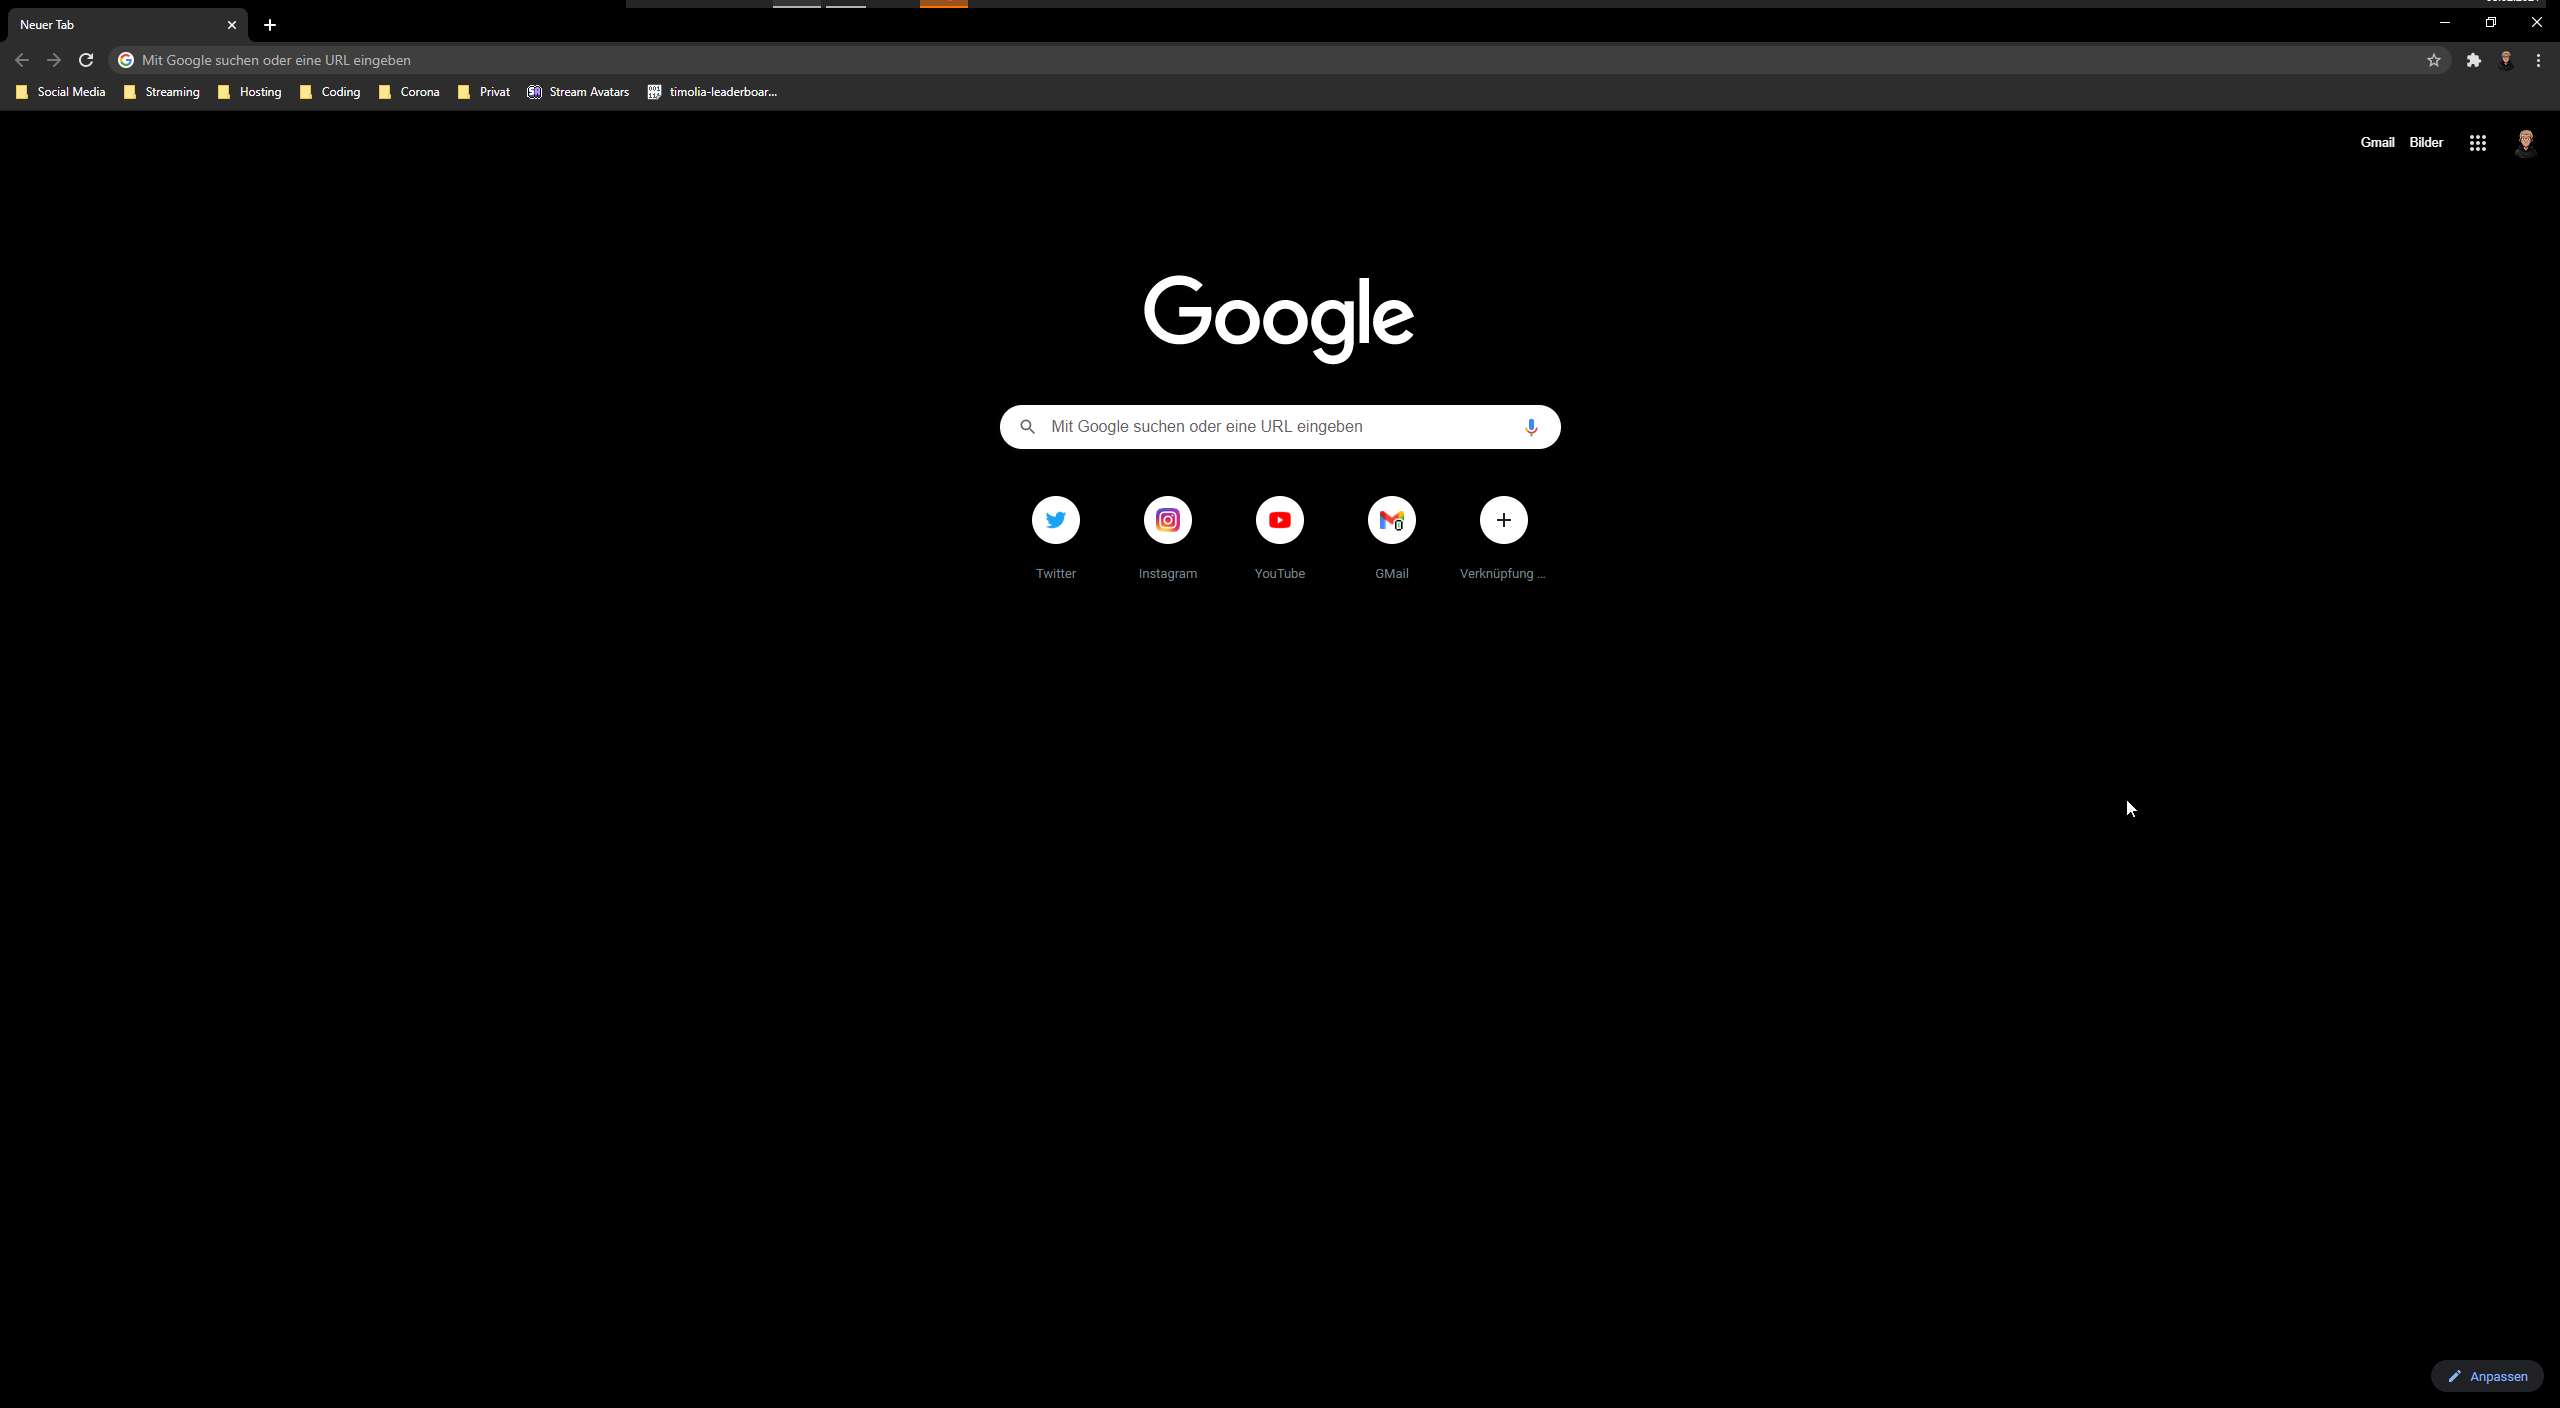 Neuer Tab
Mit Google suchen oder eine URL eingeben
Social Media Streaming Hosting Coding Corona Privat Stream Avatars timolia-leaderboar...
Gmail Bilder
Google
Mit Google suchen oder eine URL eingeben
Twitter Instagram YouTube GMail Verknüpfung ...
Anpassen